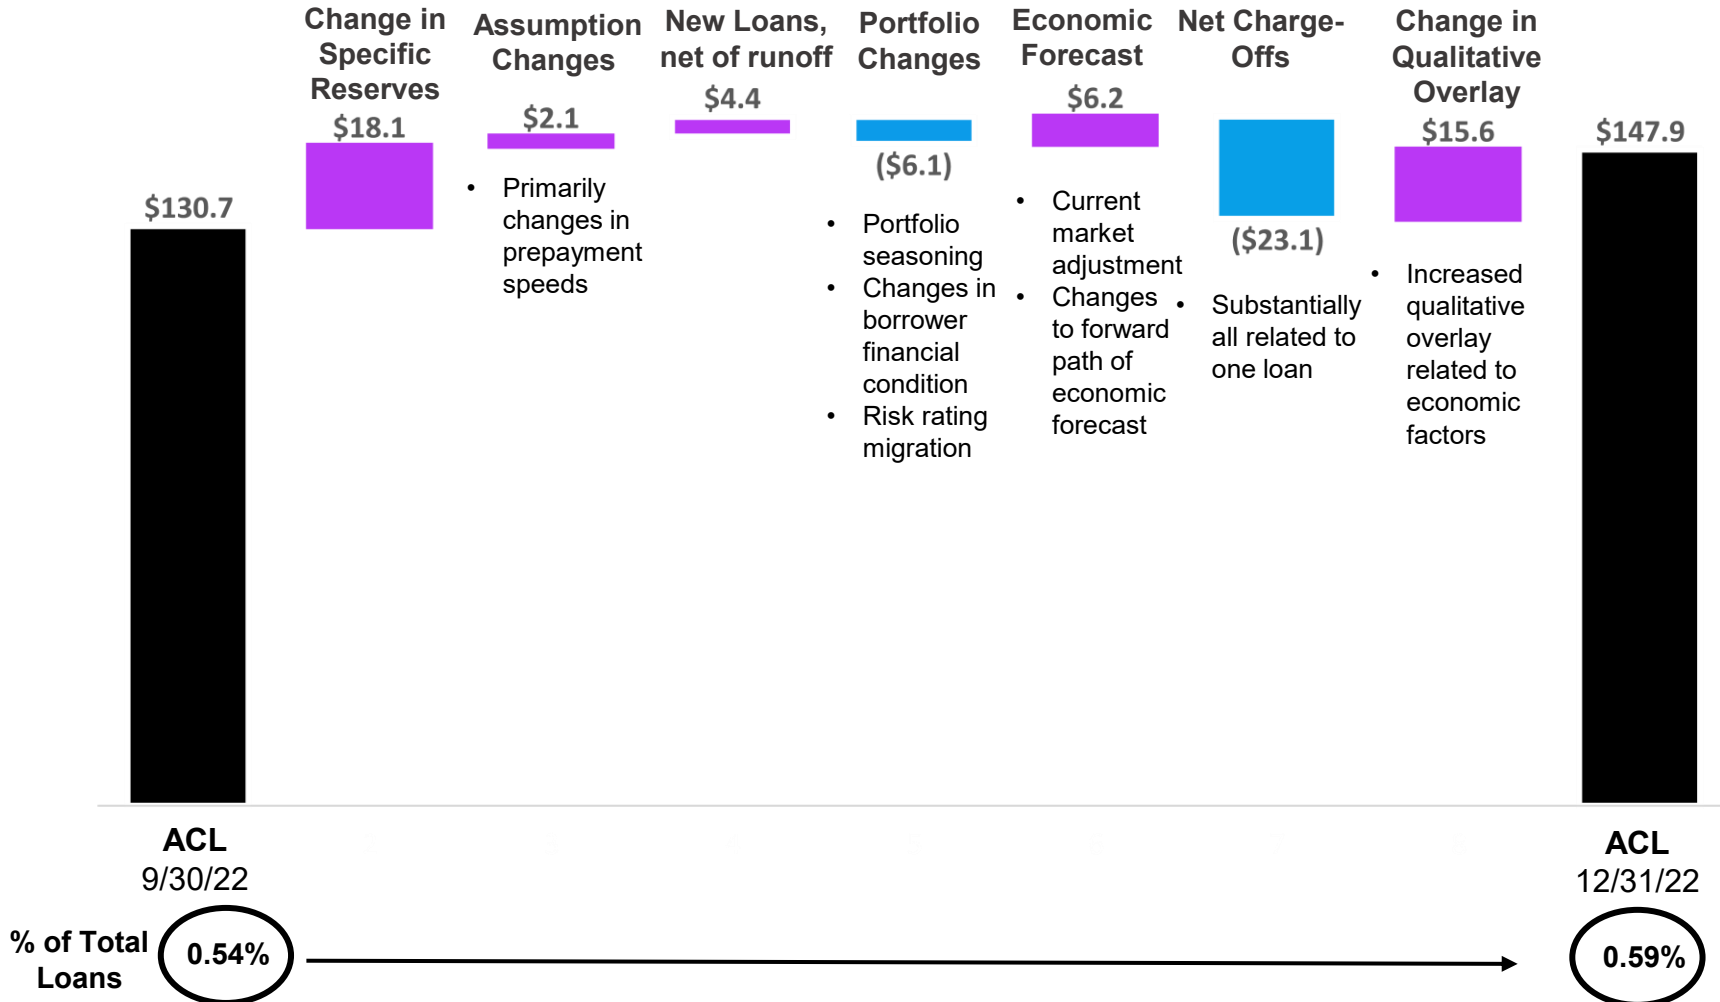 Change in
Specific
Reserves
$18.1
Assumption
Changes
$2.1
• Primarily
changes in
prepayment
speeds
New Loans,
net of runoff
$4.4
Portfolio
Changes
($6.1)
• Portfolio
seasoning
• Changes in
borrower
financial
condition
• Risk rating
migration
Economic
Forecast
$6.2
• Current
market
adjustment
• Changes
to forward
path of
economic
forecast
Net Charge-
Offs
($23.1)
• Substantially
all related to
one loan
Change in
Qualitative
Overlay
$15.6
• Increased
qualitative
overlay
related to
economic
factors
$130.7
$147.9
ACL
9/30/22
ACL
12/31/22
% of Total
Loans
0.54%
0.59%